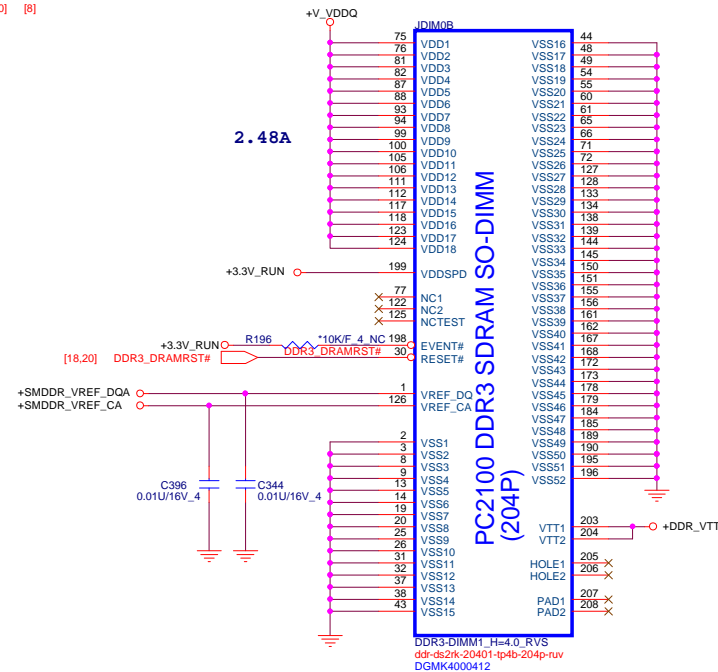 0] [8]
+V_VDDQ
JDIM0B
2.48A
75 VDD1
76 VDD2
81 VDD3
82 VDD4
87 VDD5
88 VDD6
93 VDD7
94 VDD8
99 VDD9
100 VDD10
105 VDD11
106 VDD12
111 VDD13
112 VDD14
117 VDD15
118 VDD16
123 VDD17
124 VDD18
+3.3V_RUN 199 VDDSPD
77 NC1
122 NC2
125 NCTEST
+3.3V_RUN R196 *10K/F_4_NC 198 EVENT#
[18,20] DDR3_DRAMRST# DDR3_DRAMRST# 30 RESET#
+SMDDR_VREF_DQA 1 VREF_DQ
+SMDDR_VREF_CA 126 VREF_CA
C396
0.01U/16V_4
C344
0.01U/16V_4
2 VSS1
3 VSS2
8 VSS3
9 VSS4
13 VSS5
14 VSS6
19 VSS7
20 VSS8
25 VSS9
26 VSS10
31 VSS11
32 VSS12
37 VSS13
38 VSS14
43 VSS15
PC2100 DDR3 SDRAM SO-DIMM
(204P)
VSS16 44
VSS17 48
VSS18 49
VSS19 54
VSS20 55
VSS21 60
VSS22 61
VSS23 65
VSS24 66
VSS25 71
VSS26 72
VSS27 127
VSS28 128
VSS29 133
VSS30 134
VSS31 138
VSS32 139
VSS33 144
VSS34 145
VSS35 150
VSS36 151
VSS37 155
VSS38 156
VSS39 161
VSS40 162
VSS41 167
VSS42 168
VSS43 172
VSS44 173
VSS45 178
VSS46 179
VSS47 184
VSS48 185
VSS49 189
VSS50 190
VSS51 195
VSS52 196
VTT1 203
VTT2 204
+DDR_VTT
HOLE1 205
HOLE2 206
PAD1 207
PAD2 208
DDR3-DIMM1_H=4.0_RVS
ddr-ds2rk-20401-tp4b-204p-ruv
DGMK4000412